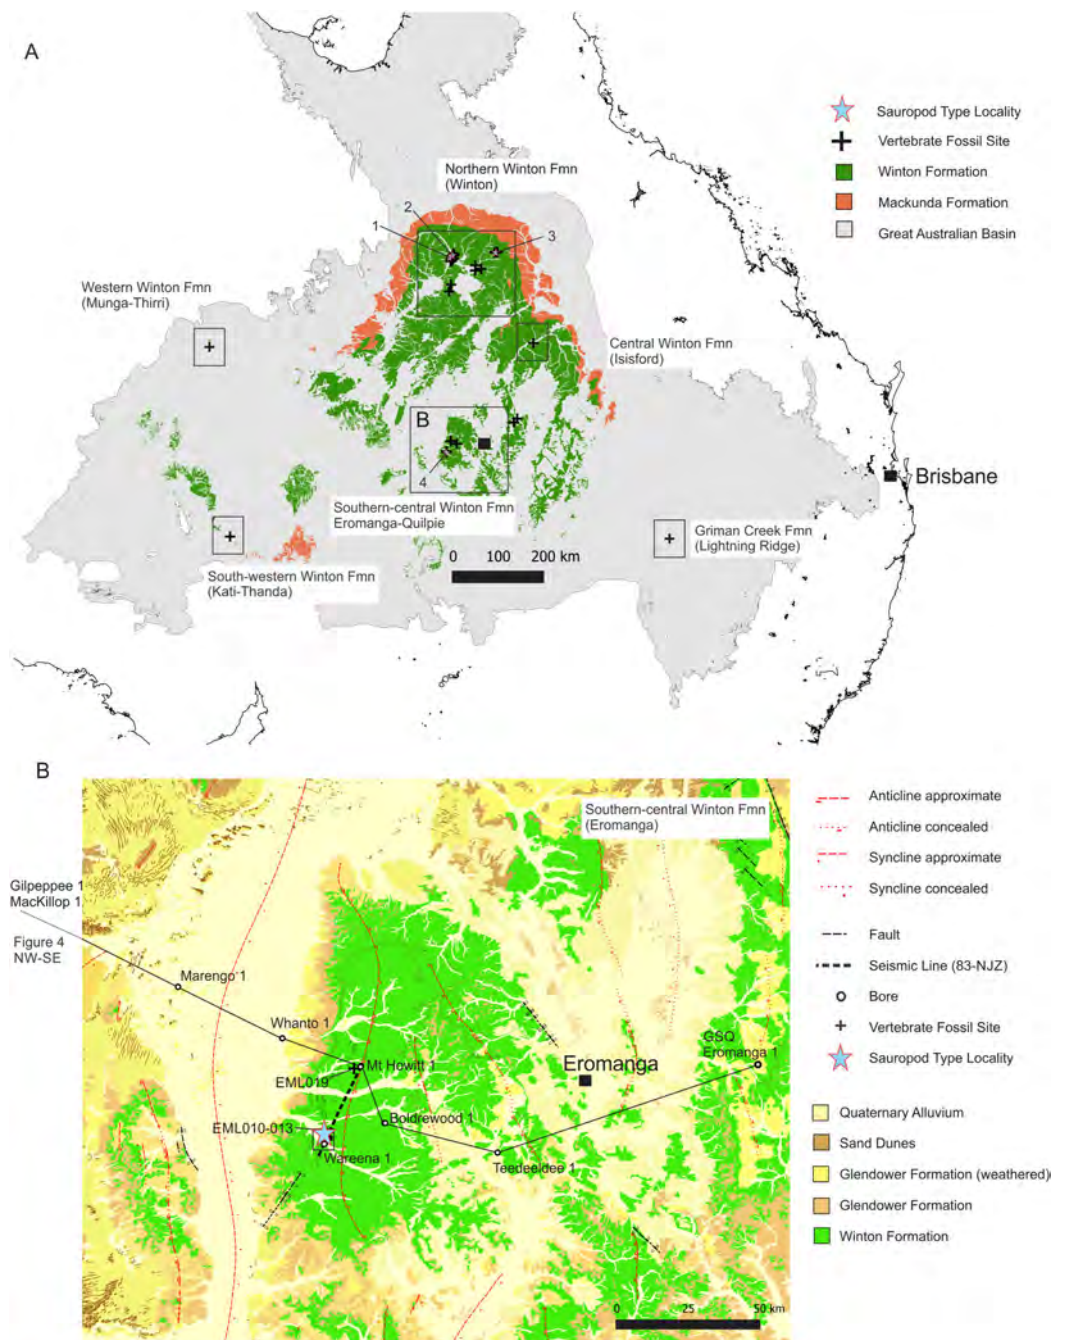 A
Sauropod Type Locality
Vertebrate Fossil Site
Winton Formation
Mackunda Formation
Great Australian Basin
Northern Winton Fmn
(Winton)
2
1
3
Western Winton Fmn
(Munga-Thirri)
Central Winton Fmn
(Isisford)
B
4
Brisbane
Southern-central Winton Fmn
Eromanga-Quilpie
0 100 200 km
Griman Creek Fmn
(Lightning Ridge)
South-western Winton Fmn
(Kati-Thanda)
B
Southern-central Winton Fmn
(Eromanga)
Anticline approximate
Anticline concealed
Syncline approximate
Syncline concealed
Fault
Seismic Line (83-NJZ)
Bore
Vertebrate Fossil Site
Sauropod Type Locality
Quaternary Alluvium
Sand Dunes
Glendower Formation (weathered)
Glendower Formation
Winton Formation
Gilpeppee 1
MacKillop 1
Figure 4
NW-SE
Marengo 1
Whanto 1
Mt Howitt 1
EML019
GSQ
Eromanga 1
Eromanga
Boldrewood 1
EML010-013
Wareena 1
Teedeeldee 1
0 25 50 km